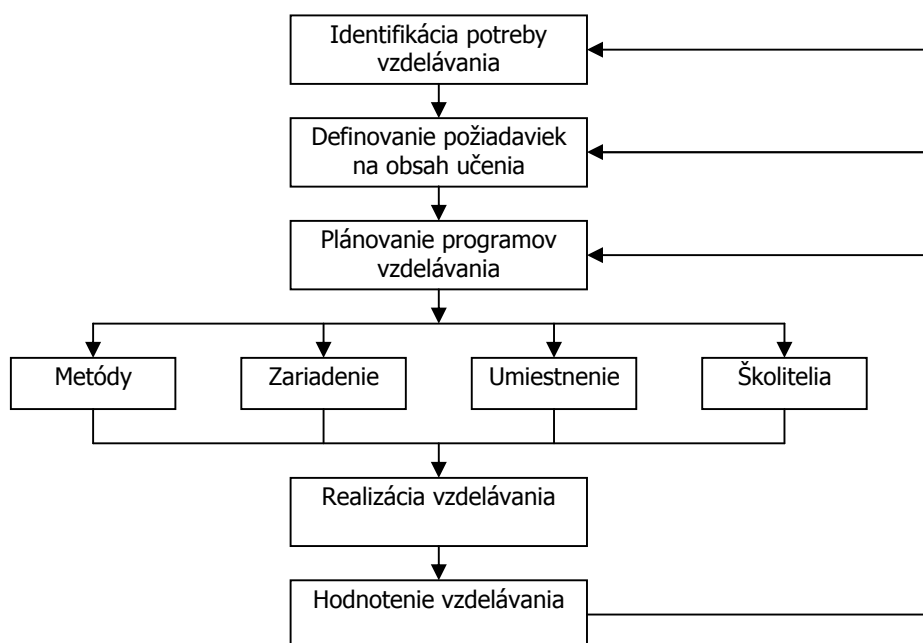 Identifikácia potreby
vzdelávania
Definovanie požiadaviek
na obsah učenia
Plánovanie programov
vzdelávania
Metódy
Zariadenie
Umiestnenie
Školitelia
Realizácia vzdelávania
Hodnotenie vzdelávania